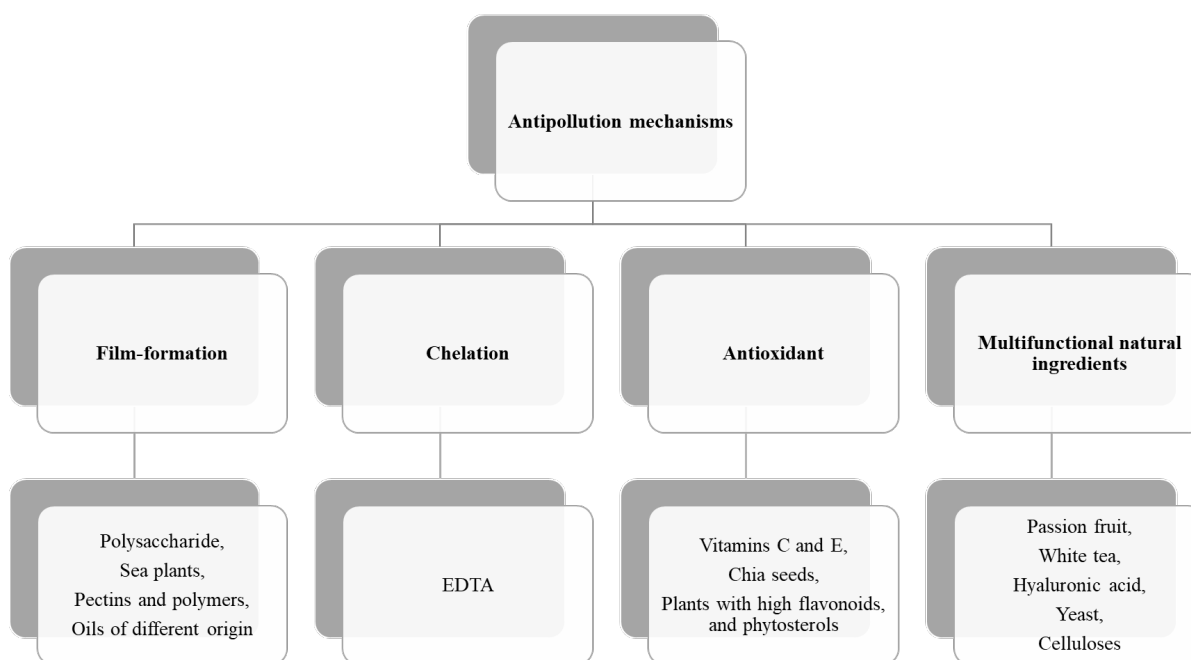 Antipollution mechanisms
Film-formation
Chelation
Antioxidant
Multifunctional natural
ingredients
Polysaccharide,
Sea plants,
Pectins and polymers,
Oils of different origin
EDTA
Vitamins C and E,
Chia seeds,
Plants with high flavonoids,
and phytosterols
Passion fruit,
White tea,
Hyaluronic acid,
Yeast,
Celluloses